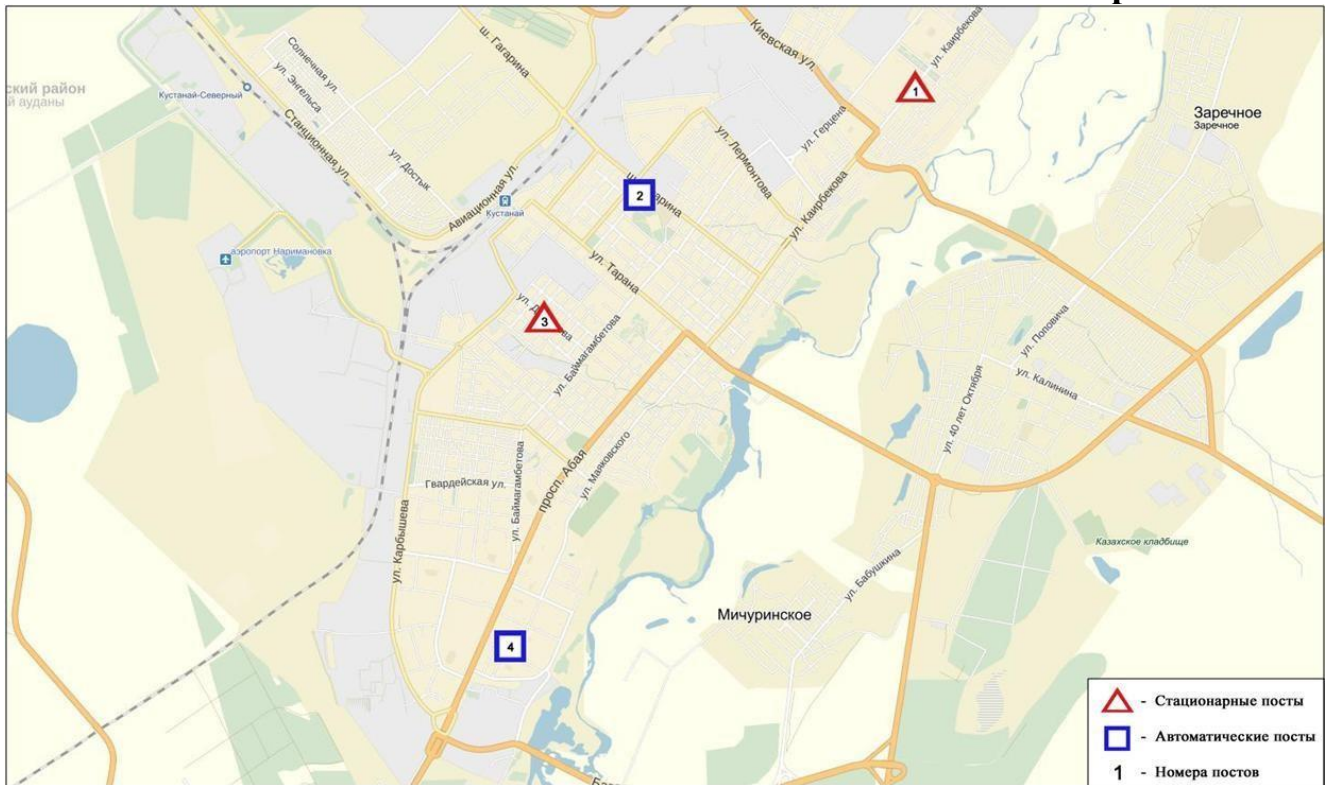 ский район
й ауданы
Кустанай-Северный
Солнечная ул.
ул. Энгельса
Станционная ул.
ул. Достык
Авиационная ул.
ш. Гагарина
Киевская ул.
ул. Каирбекова
1
ул. Герцена
Заречное
Заречное
ул. Лермонтова
2
Кустанай
ул. Каирбекова
аэропорт Наримановка
ул. Тарана
3
ул. Баймагамбетова
ул. Поповича
ул. Калинина
ул. 40 лет Октября
просп. Абая
ул. Маяковского
Гвардейская ул.
ул. Баймагамбетова
ул. Карбышева
Казахское кладбище
ул. Бабушкина
Мичуринское
4
- Стационарные посты
- Автоматические посты
1 - Номера постов